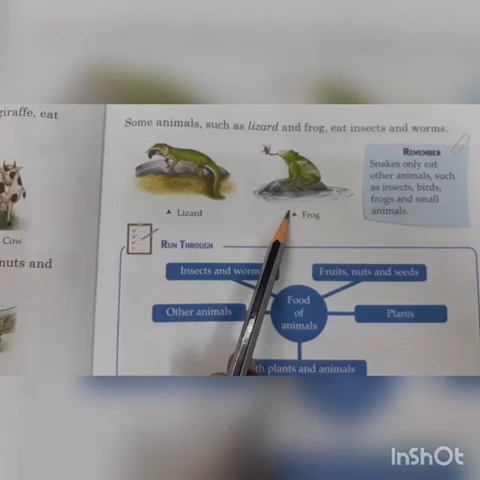 giraffe, eat
Cow
nuts and
Some animals, such as lizard and frog, eat insects and worms.
▲ Lizard
▲ Frog
REMEMBER
Snakes only eat
other animals, such
as insects, birds,
frogs and small
animals.
RUN THROUGH
Insects and worm
Fruits, nuts and seeds
Other animals
Food
of
animals
Plants
plants and animals
InShOt